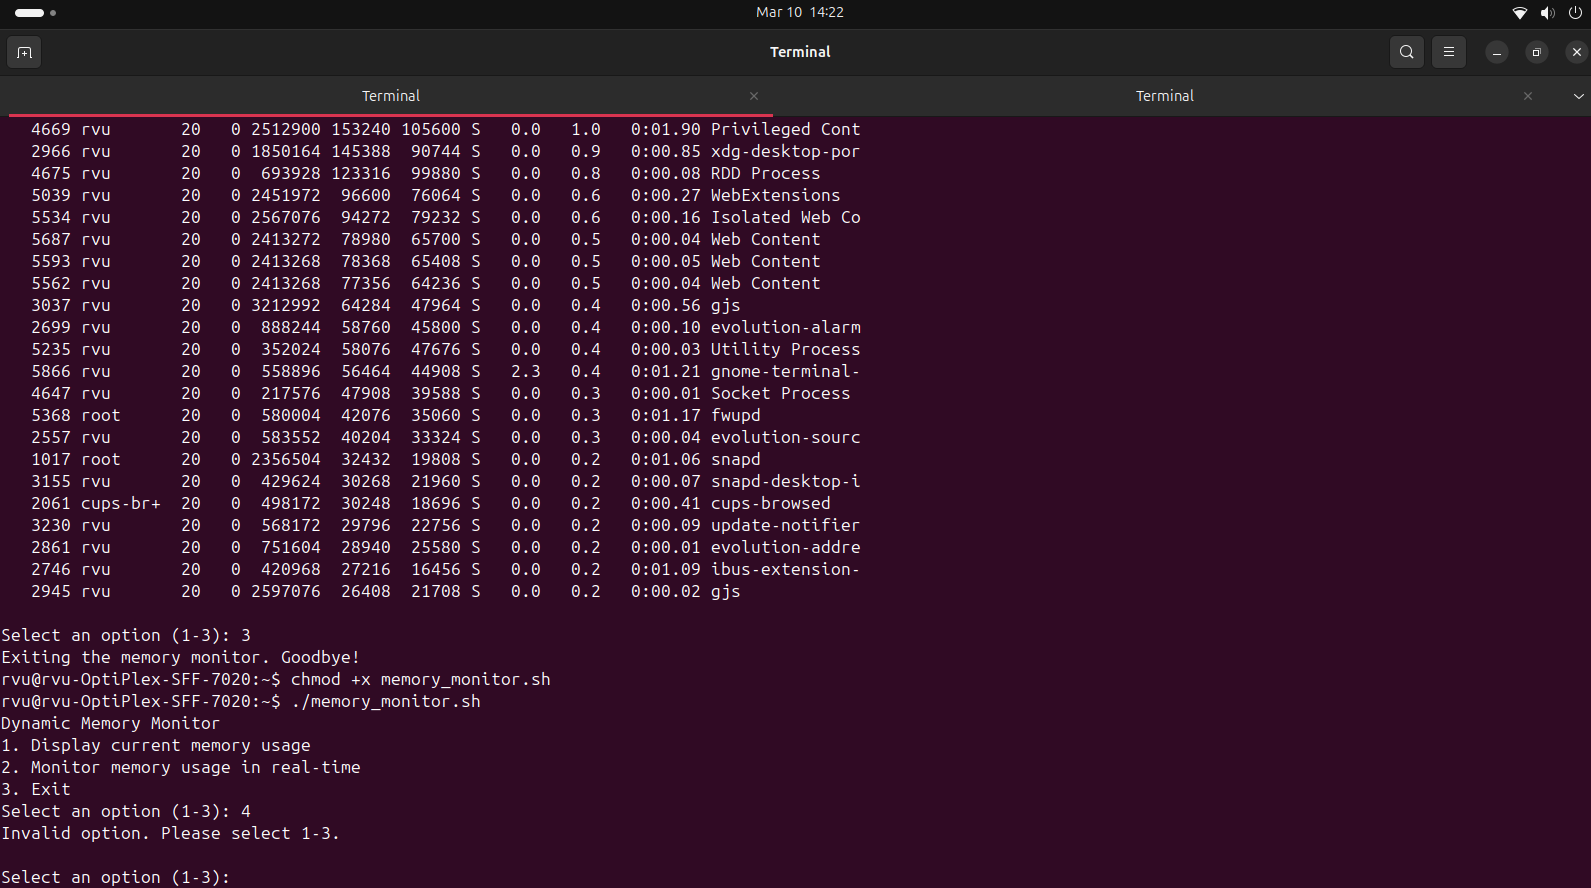 Mar 10 14:22
Terminal
Terminal
Terminal
4669 rvu 20 0 2512900 153240 105600 S 0.0 1.0 0:01.90 Privileged Cont
2966 rvu 20 0 1850164 145388 90744 S 0.0 0.9 0:00.85 xdg-desktop-por
4675 rvu 20 0 693928 123316 99880 S 0.0 0.8 0:00.08 RDD Process
5039 rvu 20 0 2451972 96600 76064 S 0.0 0.6 0:00.27 WebExtensions
5534 rvu 20 0 2567076 94272 79232 S 0.0 0.6 0:00.16 Isolated Web Co
5687 rvu 20 0 2413272 78980 65700 S 0.0 0.5 0:00.04 Web Content
5593 rvu 20 0 2413268 78368 65408 S 0.0 0.5 0:00.05 Web Content
5562 rvu 20 0 2413268 77356 64236 S 0.0 0.5 0:00.04 Web Content
3037 rvu 20 0 3212992 64284 47964 S 0.0 0.4 0:00.56 gjs
2699 rvu 20 0 888244 58760 45800 S 0.0 0.4 0:00.10 evolution-alarm
5235 rvu 20 0 352024 58076 47676 S 0.0 0.4 0:00.03 Utility Process
5866 rvu 20 0 558896 56464 44908 S 2.3 0.4 0:01.21 gnome-terminal-
4647 rvu 20 0 217576 47908 39588 S 0.0 0.3 0:00.01 Socket Process
5368 root 20 0 580004 42076 35060 S 0.0 0.3 0:01.17 fwupd
2557 rvu 20 0 583552 40204 33324 S 0.0 0.3 0:00.04 evolution-sourc
1017 root 20 0 2356504 32432 19808 S 0.0 0.2 0:01.06 snapd
3155 rvu 20 0 429624 30268 21960 S 0.0 0.2 0:00.07 snapd-desktop-i
2061 cups-br+ 20 0 498172 30248 18696 S 0.0 0.2 0:00.41 cups-browsed
3230 rvu 20 0 568172 29796 22756 S 0.0 0.2 0:00.09 update-notifier
2861 rvu 20 0 751604 28940 25580 S 0.0 0.2 0:00.01 evolution-addre
2746 rvu 20 0 420968 27216 16456 S 0.0 0.2 0:01.09 ibus-extension-
2945 rvu 20 0 2597076 26408 21708 S 0.0 0.2 0:00.02 gjs
Select an option (1-3): 3
Exiting the memory monitor. Goodbye!
rvu@rvu-OptiPlex-SFF-7020:~$ chmod +x memory_monitor.sh
rvu@rvu-OptiPlex-SFF-7020:~$ ./memory_monitor.sh
Dynamic Memory Monitor
1. Display current memory usage
2. Monitor memory usage in real-time
3. Exit
Select an option (1-3): 4
Invalid option. Please select 1-3.
Select an option (1-3):